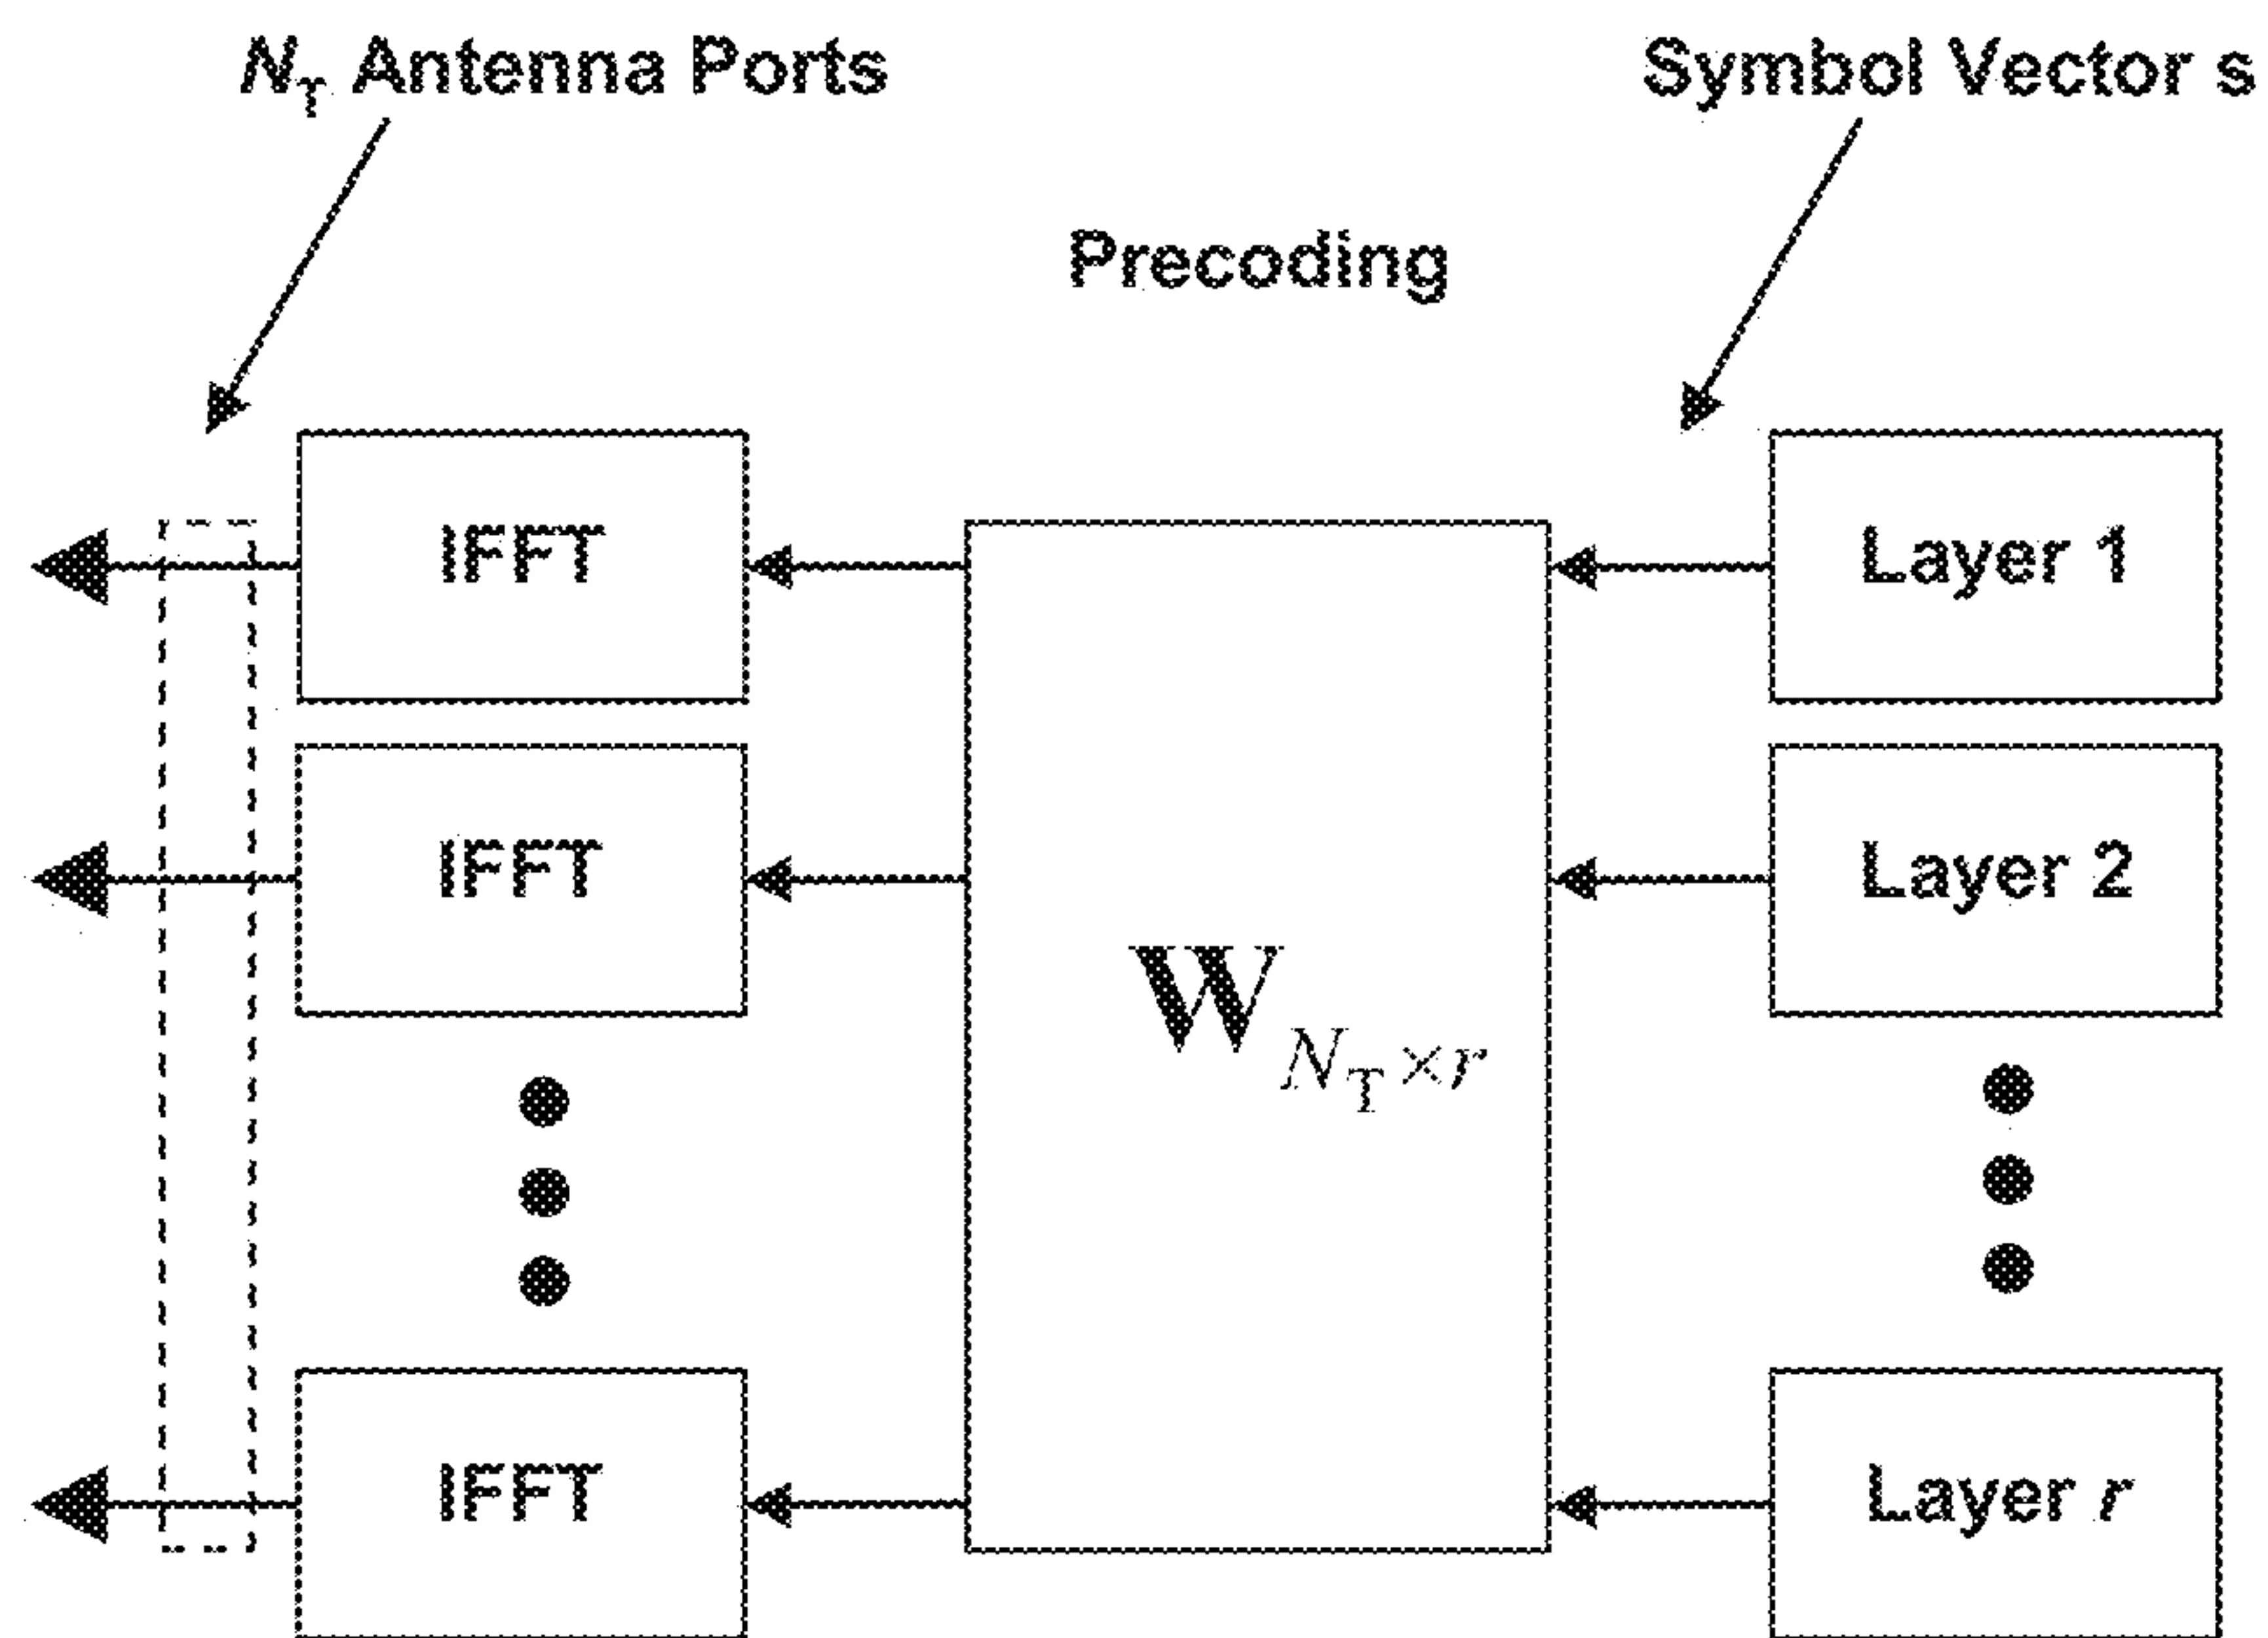 N_T Antenna Ports
Symbol Vector s
Precoding
IFFT
Layer 1
IFFT
Layer 2
W_{N_T×r}
IFFT
Layer r